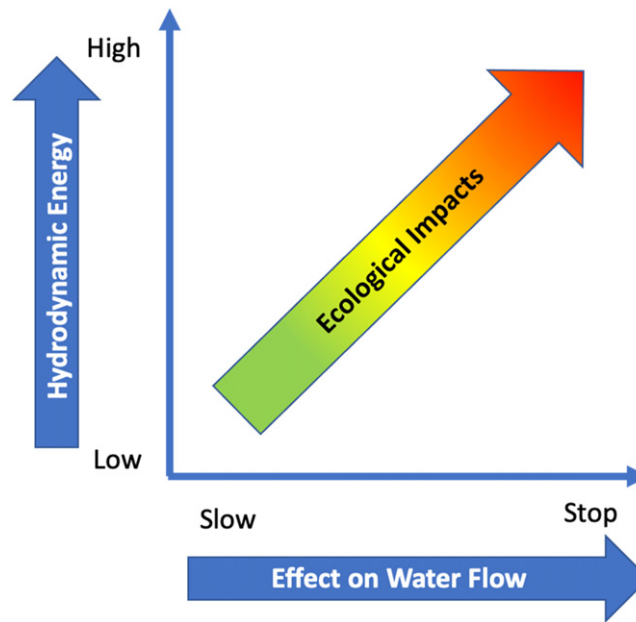 High
Hydrodynamic Energy
Ecological Impacts
Low
Slow
Stop
Effect on Water Flow